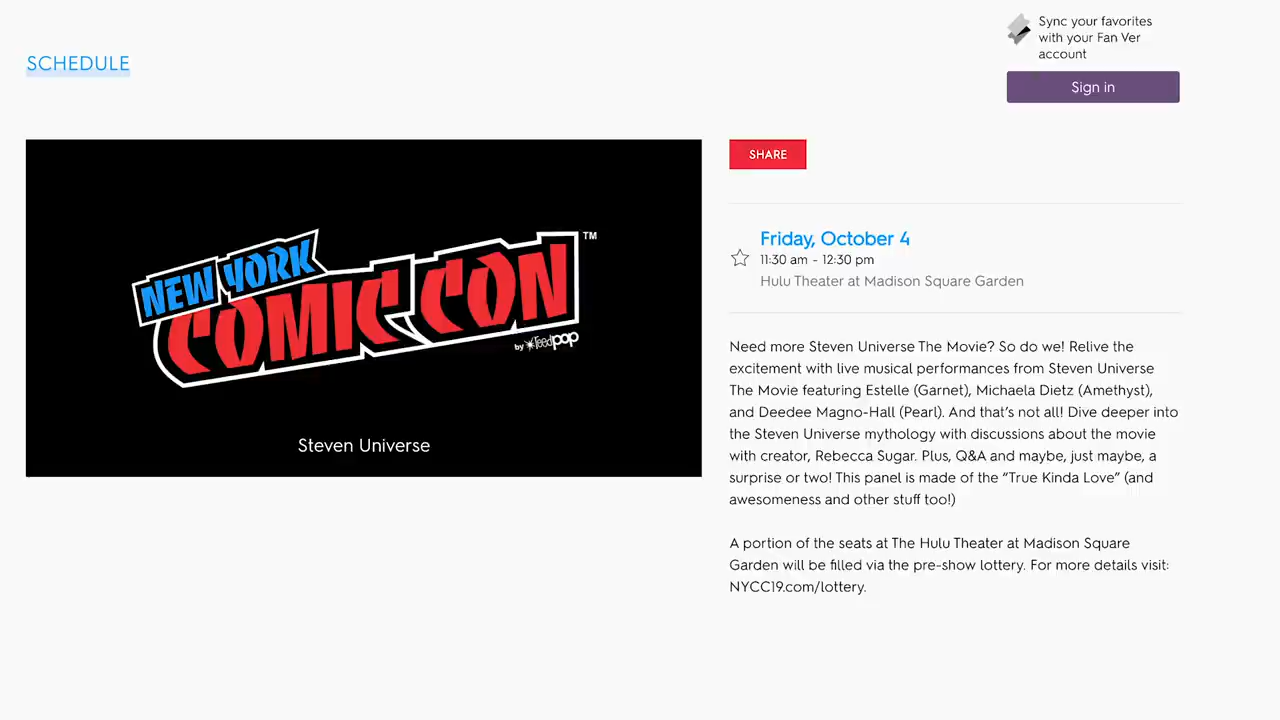 Sync your favorites
with your Fan Ver
account
SCHEDULE
Sign in
SHARE
NEW YORK
COMIC CON
™
by reedpop
Steven Universe
Friday, October 4
11:30 am - 12:30 pm
Hulu Theater at Madison Square Garden
Need more Steven Universe The Movie? So do we! Relive the
excitement with live musical performances from Steven Universe
The Movie featuring Estelle (Garnet), Michaela Dietz (Amethyst),
and Deedee Magno-Hall (Pearl). And that's not all! Dive deeper into
the Steven Universe mythology with discussions about the movie
with creator, Rebecca Sugar. Plus, Q&A and maybe, just maybe, a
surprise or two! This panel is made of the “True Kinda Love” (and
awesomeness and other stuff too!)
A portion of the seats at The Hulu Theater at Madison Square
Garden will be filled via the pre-show lottery. For more details visit:
NYCC19.com/lottery.